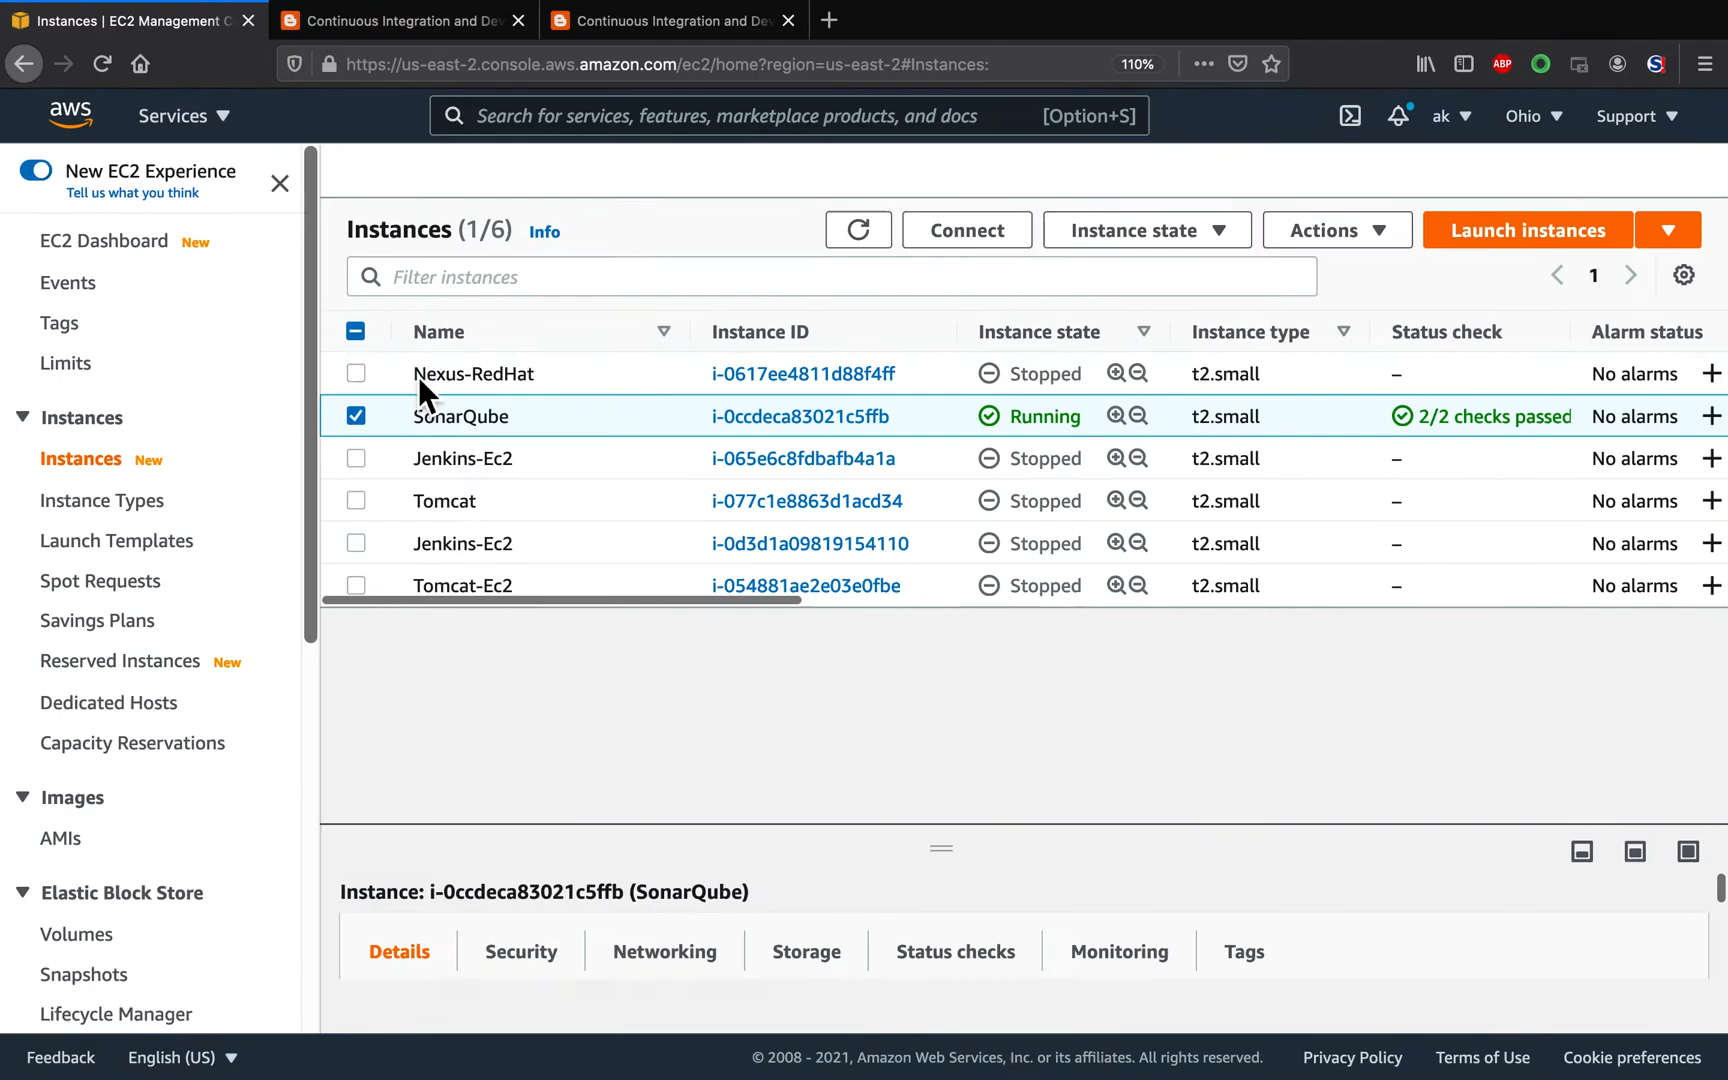 Instances | EC2 Management C
Continuous Integration and Dev
Continuous Integration and Dev
https://us-east-2.console.aws.amazon.com/ec2/home?region=us-east-2#Instances:
110%
ABP
aws
Services
Search for services, features, marketplace products, and docs
[Option+S]
ak
Ohio
Support
New EC2 Experience
Tell us what you think
EC2 Dashboard New
Events
Tags
Limits
Instances
Instances New
Instance Types
Launch Templates
Spot Requests
Savings Plans
Reserved Instances New
Dedicated Hosts
Capacity Reservations
Images
AMIs
Elastic Block Store
Volumes
Snapshots
Lifecycle Manager
Instances (1/6) Info
Connect
Instance state
Actions
Launch instances
Filter instances
1
Name Instance ID Instance state Instance type Status check Alarm status
Nexus-RedHat i-0617ee4811d88f4ff Stopped t2.small – No alarms +
SonarQube i-0ccdeca83021c5ffb Running t2.small 2/2 checks passed No alarms +
Jenkins-Ec2 i-065e6c8fdbafb4a1a Stopped t2.small – No alarms +
Tomcat i-077c1e8863d1acd34 Stopped t2.small – No alarms +
Jenkins-Ec2 i-0d3d1a09819154110 Stopped t2.small – No alarms +
Tomcat-Ec2 i-054881ae2e03e0fbe Stopped t2.small – No alarms +
Instance: i-0ccdeca83021c5ffb (SonarQube)
Details Security Networking Storage Status checks Monitoring Tags
Feedback English (US) © 2008 - 2021, Amazon Web Services, Inc. or its affiliates. All rights reserved. Privacy Policy Terms of Use Cookie preferences